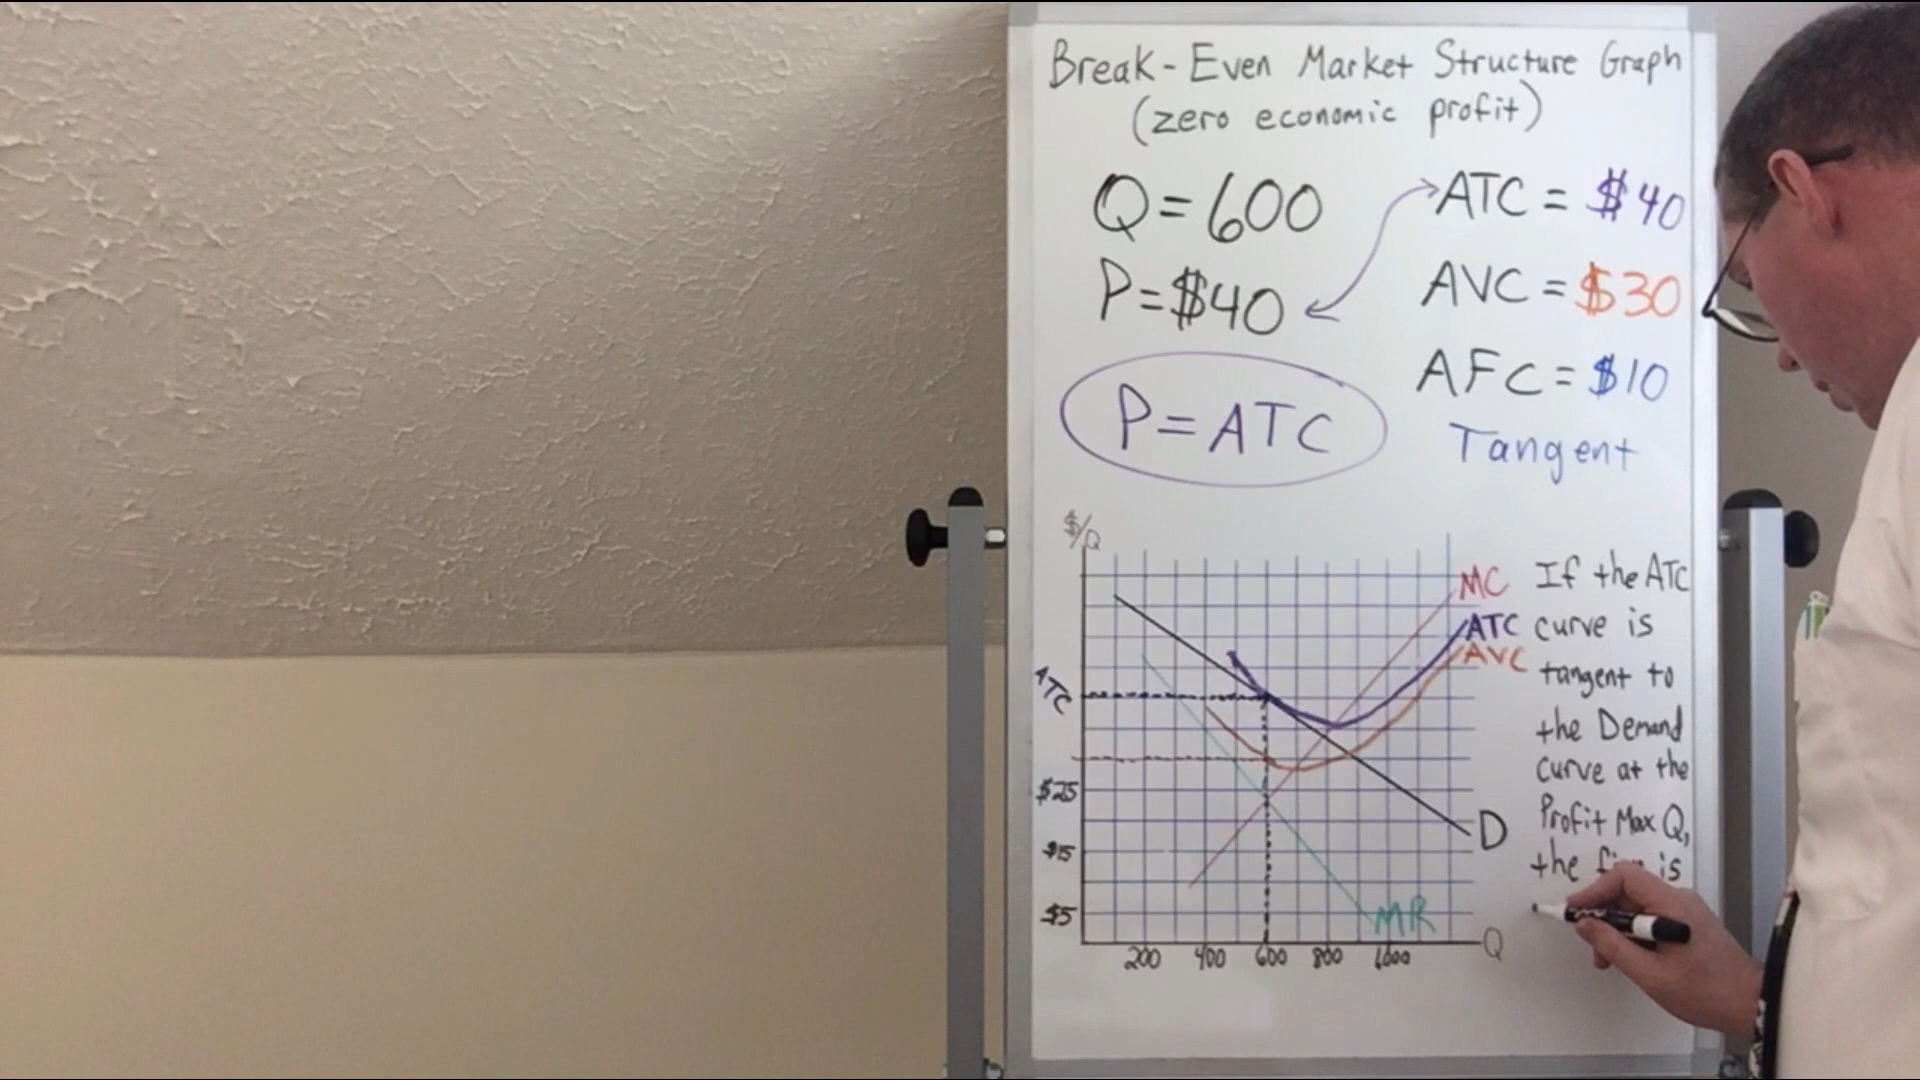 Break-Even Market Structure Graph
(zero economic profit)
Q=600
ATC = $40
P=$40
AVC = $30
P=ATC
AFC = $10
Tangent
$/Q
MC
ATC
AVC
ATC
$25
$15
$5
D
MR
Q
200 400 600 800 1000
If the ATC
curve is
tangent to
the Demand
curve at the
Profit Max Q,
the firm is